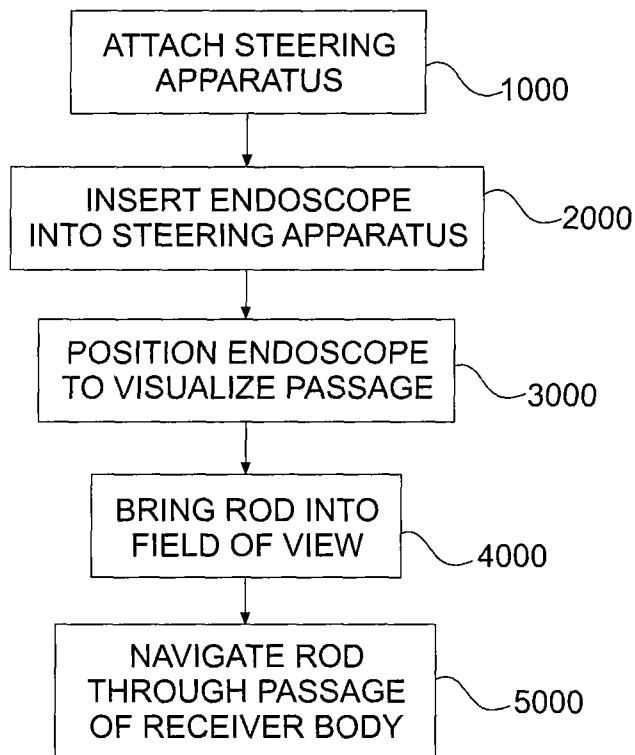 ATTACH STEERING
APPARATUS
1000
INSERT ENDOSCOPE
INTO STEERING APPARATUS
2000
POSITION ENDOSCOPE
TO VISUALIZE PASSAGE
3000
BRING ROD INTO
FIELD OF VIEW
4000
NAVIGATE ROD
THROUGH PASSAGE
OF RECEIVER BODY
5000